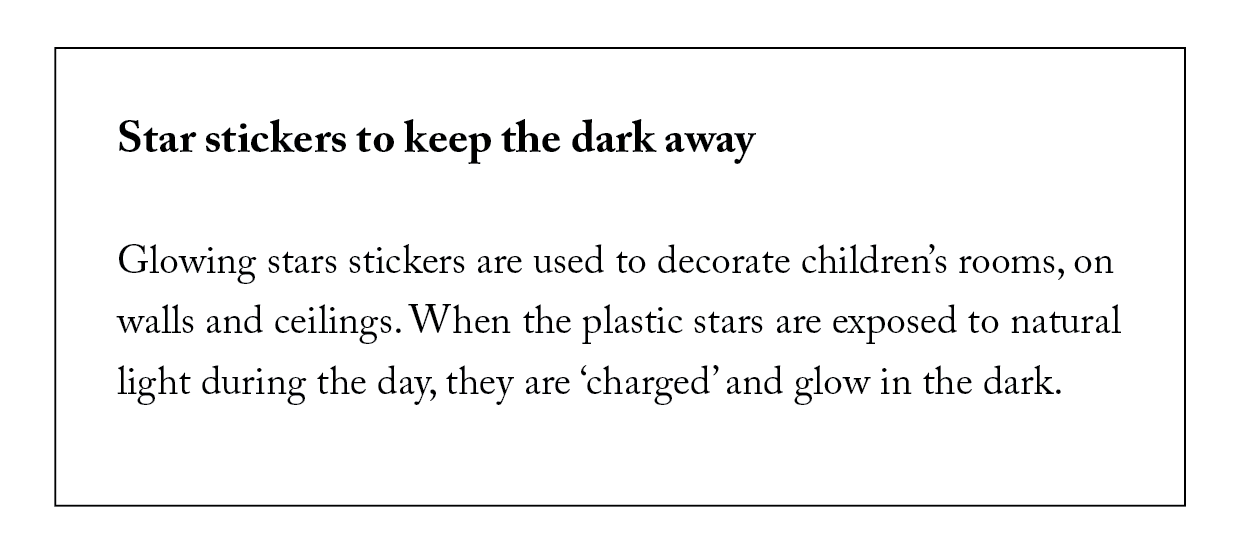 Star stickers to keep the dark away
Glowing stars stickers are used to decorate children’s rooms, on
walls and ceilings. When the plastic stars are exposed to natural
light during the day, they are ‘charged’ and glow in the dark.